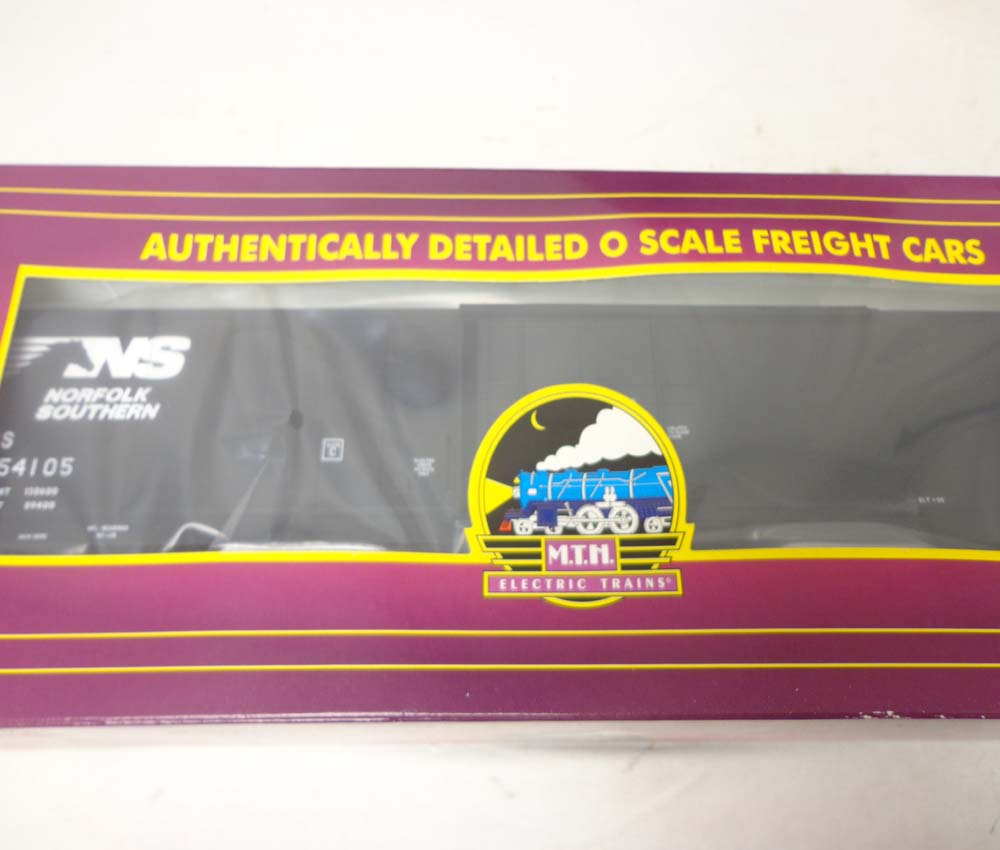 AUTHENTICALLY DETAILED O SCALE FREIGHT CARS
NS
NORFOLK
SOUTHERN
S
54105
C
M.T.H.
ELECTRIC TRAINS®